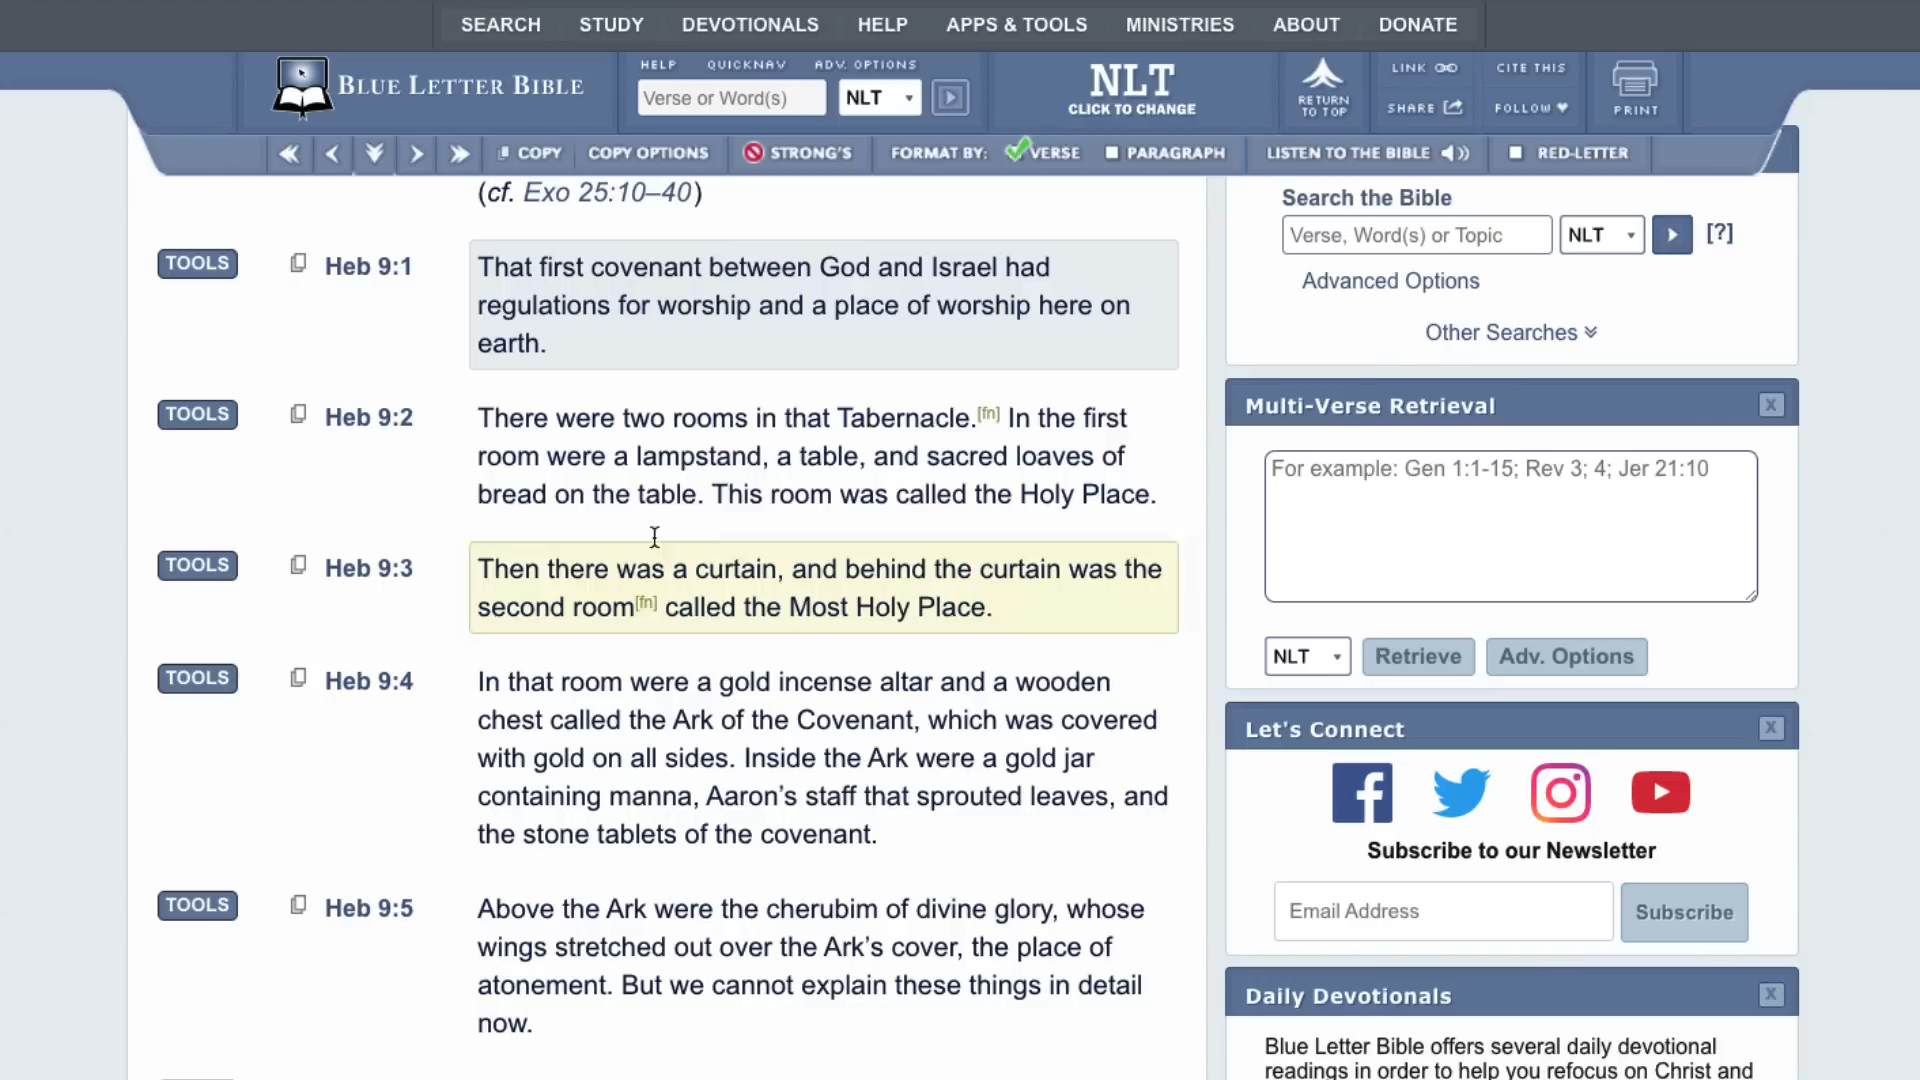 SEARCH STUDY DEVOTIONALS HELP APPS & TOOLS MINISTRIES ABOUT DONATE
BLUE LETTER BIBLE
HELP QUICKNAV ADV. OPTIONS
Verse or Word(s) NLT
NLT
CLICK TO CHANGE
RETURN
TO TOP
LINK
SHARE
CITE THIS
FOLLOW
PRINT
COPY COPY OPTIONS STRONG'S FORMAT BY: VERSE PARAGRAPH LISTEN TO THE BIBLE RED-LETTER
(cf. Exo 25:10–40)
TOOLS Heb 9:1
That first covenant between God and Israel had
regulations for worship and a place of worship here on
earth.
TOOLS Heb 9:2
There were two rooms in that Tabernacle.[fn] In the first
room were a lampstand, a table, and sacred loaves of
bread on the table. This room was called the Holy Place.
TOOLS Heb 9:3
Then there was a curtain, and behind the curtain was the
second room[fn] called the Most Holy Place.
TOOLS Heb 9:4
In that room were a gold incense altar and a wooden
chest called the Ark of the Covenant, which was covered
with gold on all sides. Inside the Ark were a gold jar
containing manna, Aaron’s staff that sprouted leaves, and
the stone tablets of the covenant.
TOOLS Heb 9:5
Above the Ark were the cherubim of divine glory, whose
wings stretched out over the Ark’s cover, the place of
atonement. But we cannot explain these things in detail
now.
Search the Bible
Verse, Word(s) or Topic NLT [?]
Advanced Options
Other Searches
Multi-Verse Retrieval X
For example: Gen 1:1-15; Rev 3; 4; Jer 21:10
NLT Retrieve Adv. Options
Let's Connect X
Subscribe to our Newsletter
Email Address Subscribe
Daily Devotionals X
Blue Letter Bible offers several daily devotional
readings in order to help you refocus on Christ and